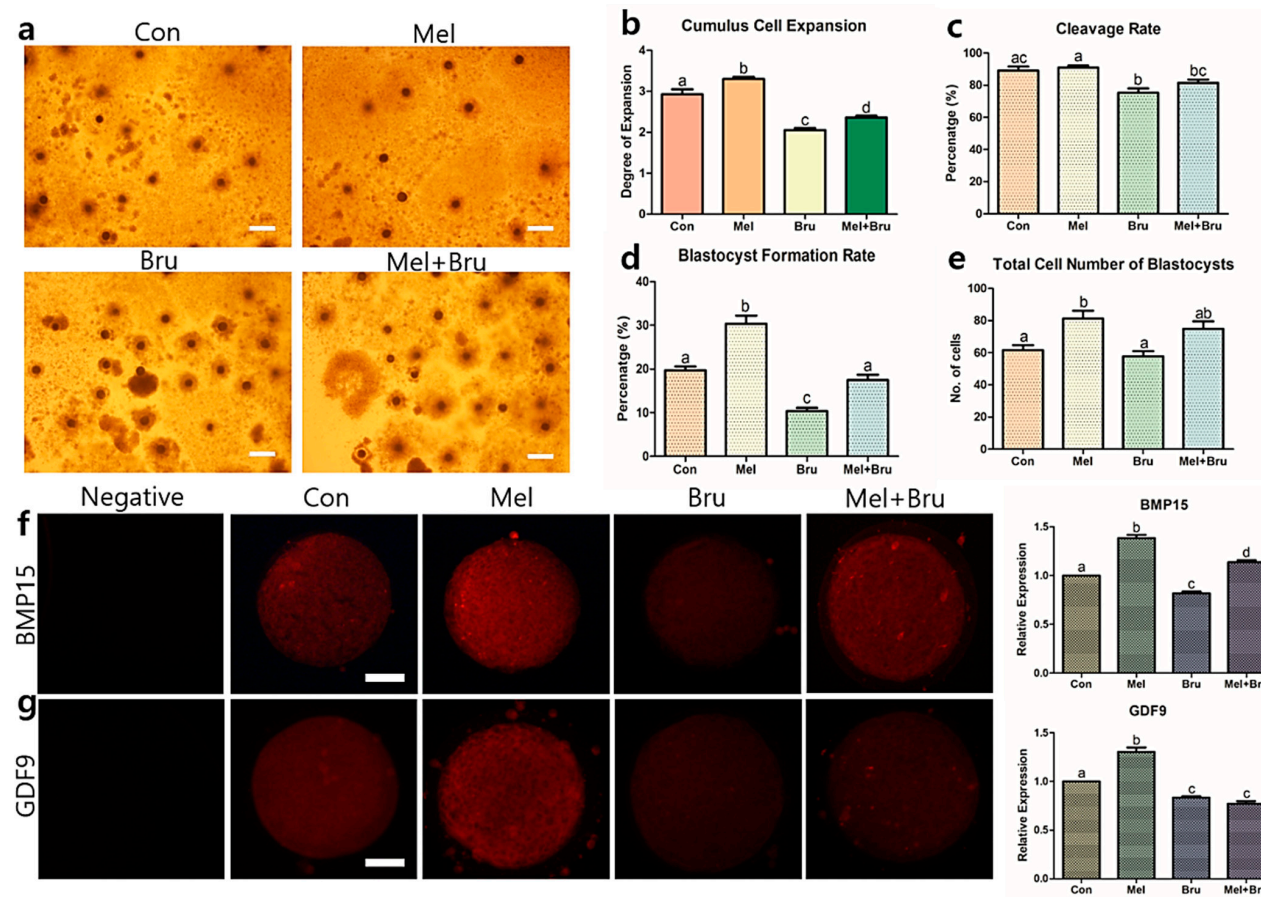 a
Con
Mel
Bru
Mel+Bru
b
Cumulus Cell Expansion
Degree of Expansion
4
3
2
1
0
a
b
c
d
Con
Mel
Bru
Mel+Bru
c
Cleavage Rate
Percenatge (%)
100
80
60
40
20
0
ac
a
b
bc
Con
Mel
Bru
Mel+Bru
d
Blastocyst Formation Rate
Percenatge (%)
40
30
20
10
0
a
b
c
a
Con
Mel
Bru
Mel+Bru
e
Total Cell Number of Blastocysts
No. of cells
100
80
60
40
20
0
a
b
a
ab
Con
Mel
Bru
Mel+Bru
Negative
Con
Mel
Bru
Mel+Bru
f
BMP15
g
GDF9
BMP15
Relative Expression
1.5
1.0
0.5
0.0
a
b
c
d
Con
Mel
Bru
Mel+Br
GDF9
Relative Expression
1.5
1.0
0.5
0.0
a
b
c
c
Con
Mel
Bru
Mel+Br